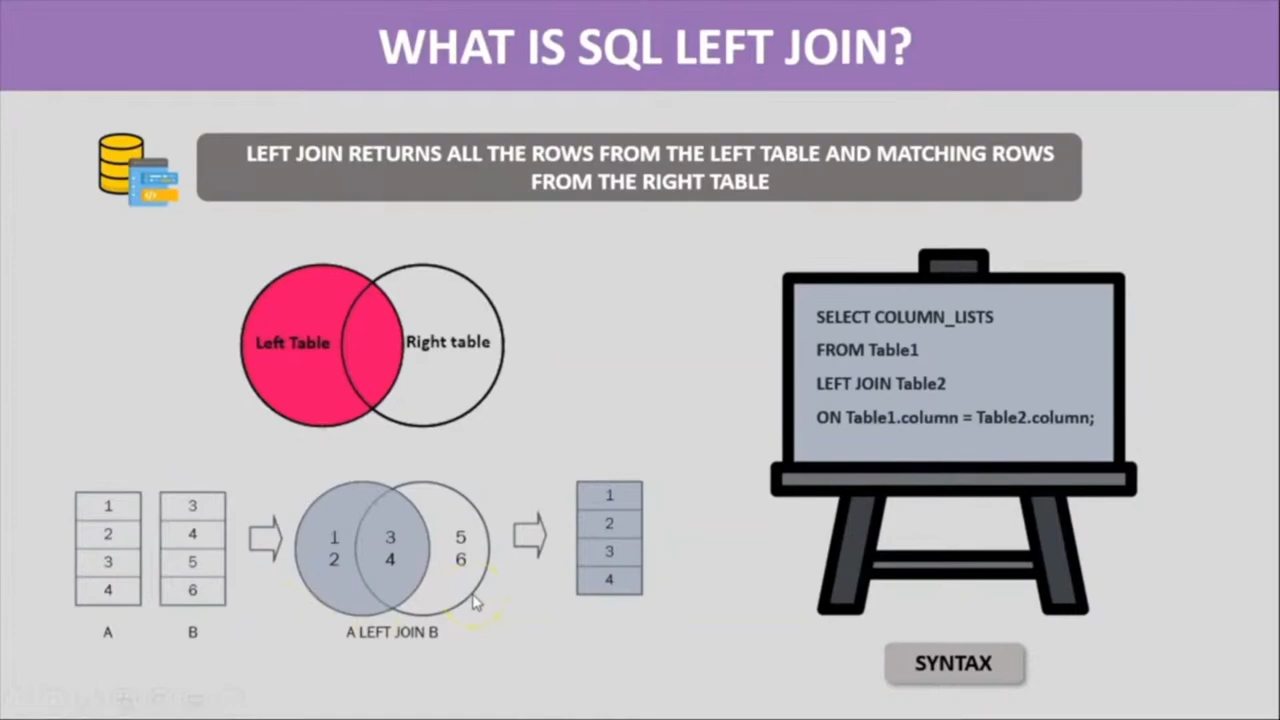 WHAT IS SQL LEFT JOIN?
LEFT JOIN RETURNS ALL THE ROWS FROM THE LEFT TABLE AND MATCHING ROWS
FROM THE RIGHT TABLE
Left Table
Right table
SELECT COLUMN_LISTS
FROM Table1
LEFT JOIN Table2
ON Table1.column = Table2.column;
1
2
3
4
A
3
4
5
6
B
1
2
3
4
5
6
A LEFT JOIN B
1
2
3
4
SYNTAX